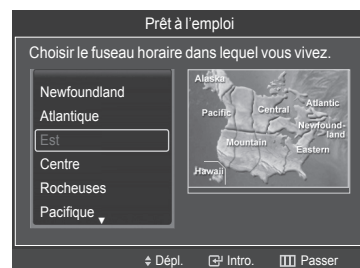 Prêt à l'emploi
Choisir le fuseau horaire dans lequel vous vivez.
Newfoundland
Atlantique
Est
Centre
Rocheuses
Pacifique
Alaska
Pacific
Central
Atlantic
Newfound-
land
Mountain
Eastern
Hawaii
Dépl. Intro. Passer